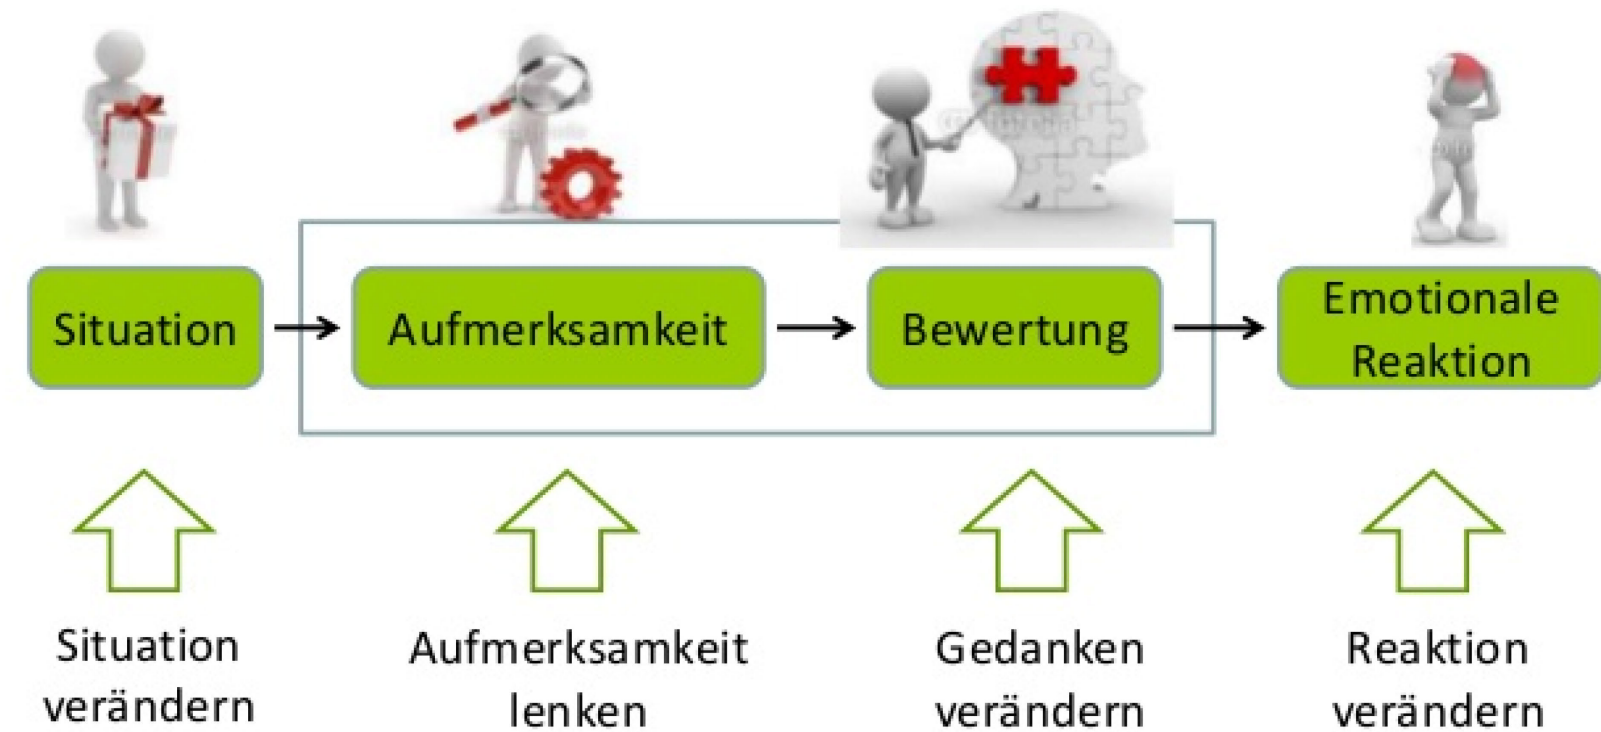 Situation
Aufmerksamkeit
Bewertung
Emotionale
Reaktion
Situation
verändern
Aufmerksamkeit
lenken
Gedanken
verändern
Reaktion
verändern